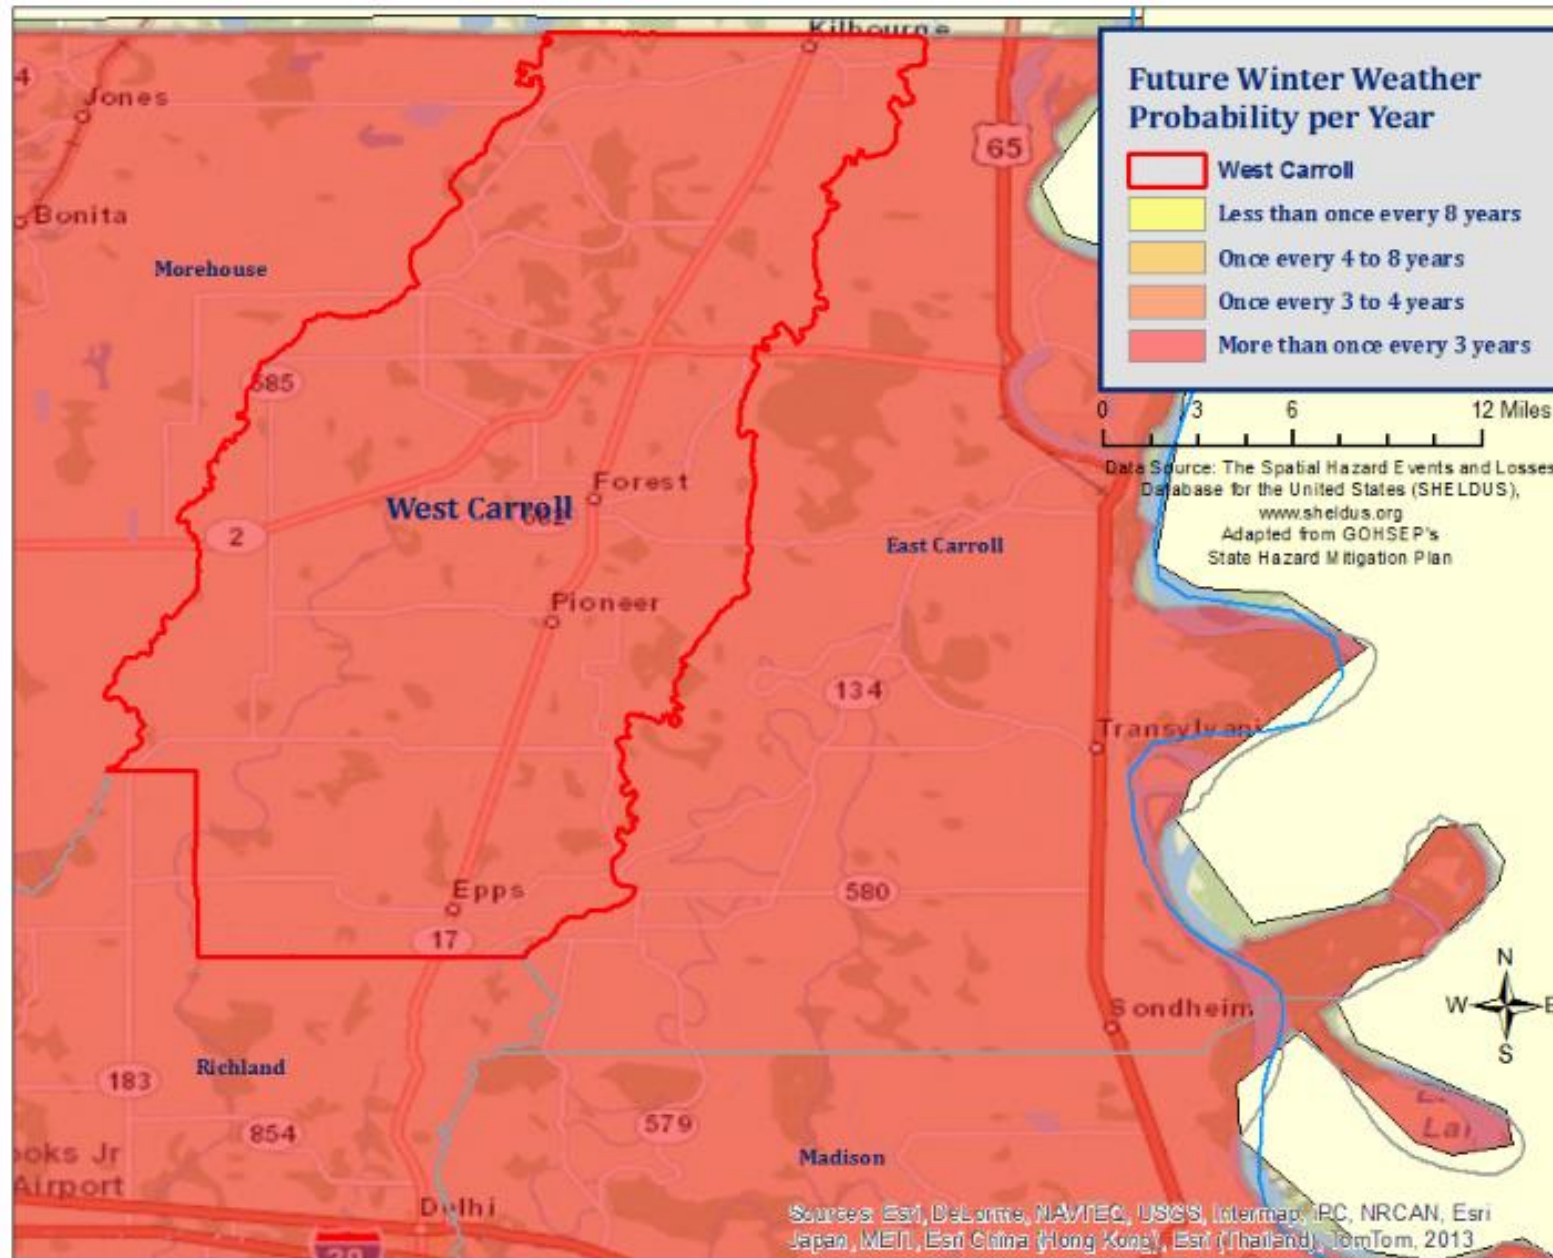 Kilbourne
4
Jones
65
Bonita
Morehouse
585
Forest
West Carroll
2
East Carroll
Pioneer
134
Transylvani
Epps
580
17
Sondheim
Richland
183
854
579
ooks Jr
Airport
Madison
Delhi
20
Future Winter Weather
Probability per Year
West Carroll
Less than once every 8 years
Once every 4 to 8 years
Once every 3 to 4 years
More than once every 3 years
0 3 6 12 Miles
Data Source: The Spatial Hazard Events and Losses
Database for the United States (SHELDUS),
www.sheldus.org
Adapted from GOHSEP's
State Hazard Mitigation Plan
N
W E
S
Sources: Esri, DeLorme, NAVTEQ, USGS, Intermap, iPC, NRCAN, Esri
Japan, METI, Esri China (Hong Kong), Esri (Thailand), TomTom, 2013